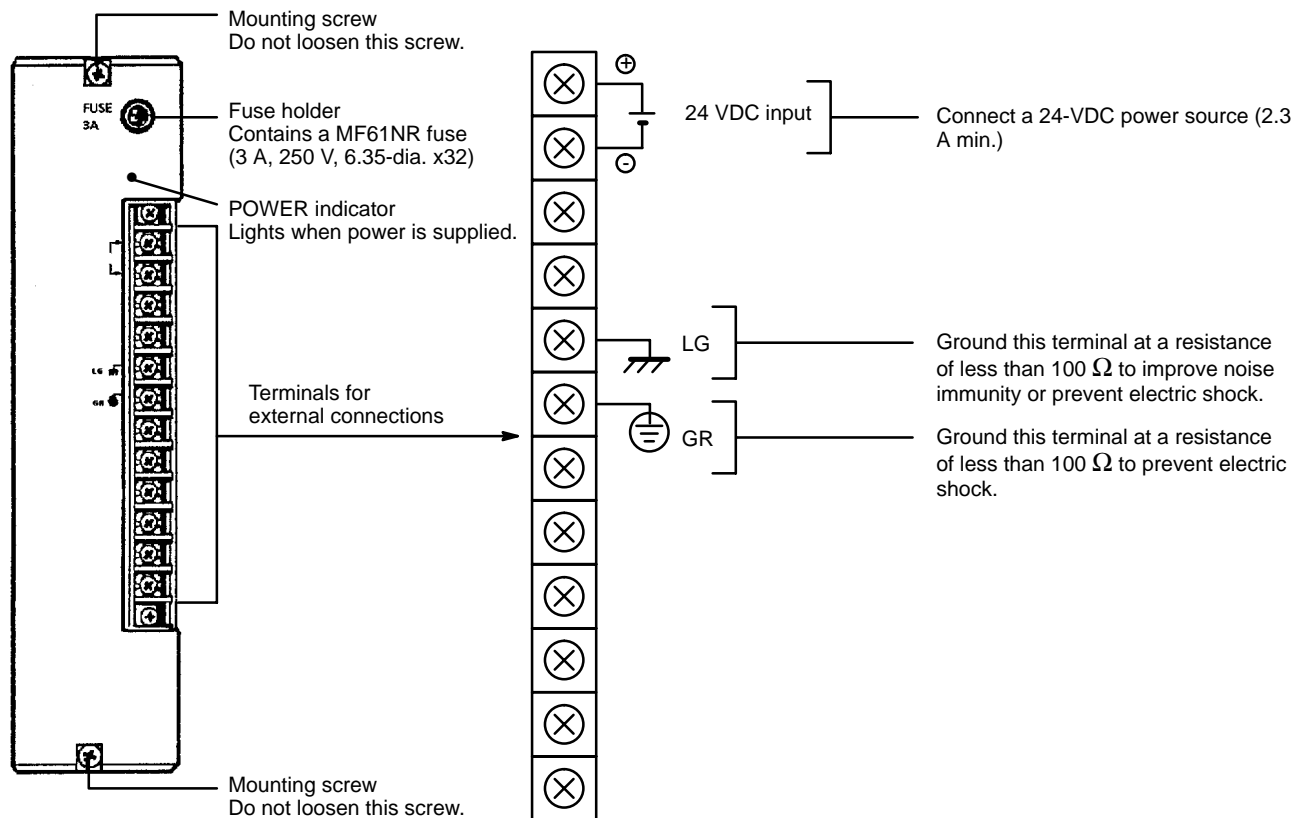 Mounting screw
Do not loosen this screw.
FUSE
3A
Fuse holder
Contains a MF61NR fuse
(3 A, 250 V, 6.35-dia. x32)
POWER indicator
Lights when power is supplied.
LG
GR
Terminals for
external connections
Mounting screw
Do not loosen this screw.
+
24 VDC input
-
Connect a 24-VDC power source (2.3
A min.)
LG
Ground this terminal at a resistance
of less than 100 Ω to improve noise
immunity or prevent electric shock.
GR
Ground this terminal at a resistance
of less than 100 Ω to prevent electric
shock.